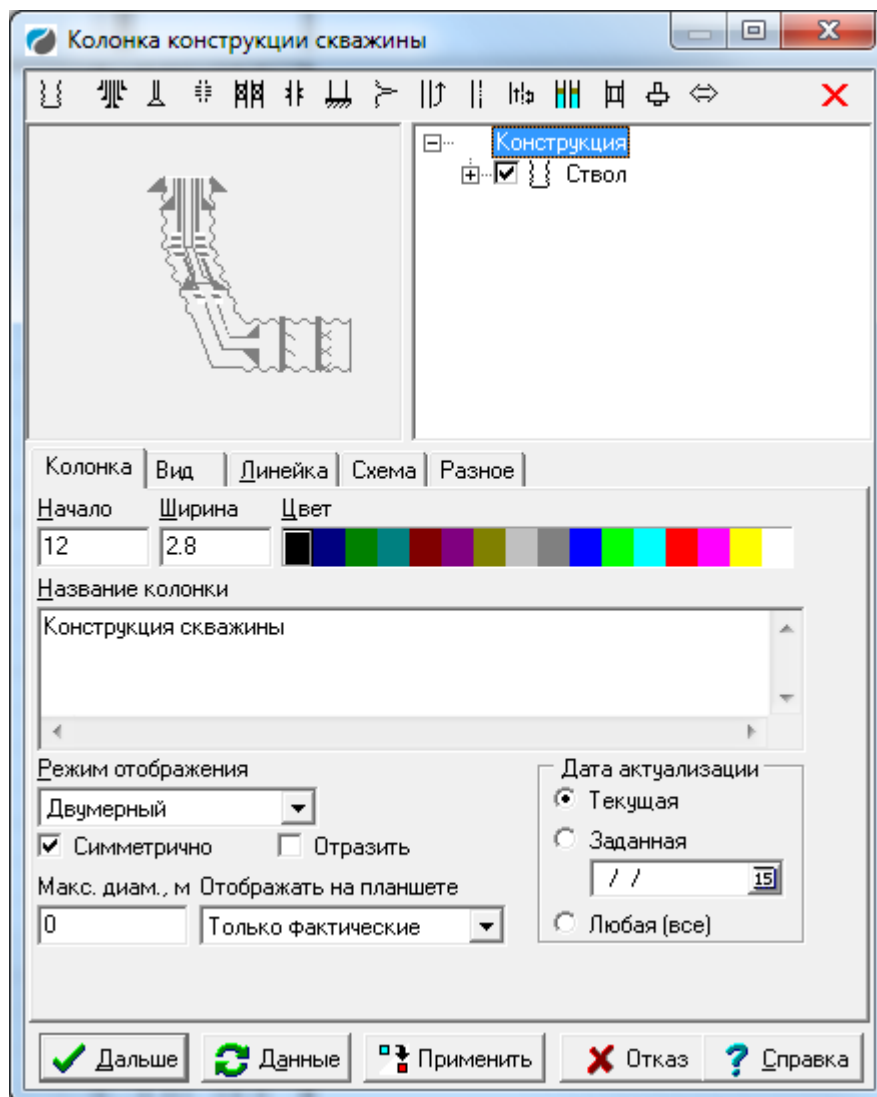 Колонка конструкции скважины
Конструкция
Ствол
Колонка Вид Линейка Схема Разное
Начало Ширина Цвет
12 2.8
Название колонки
Конструкция скважины
Режим отображения Дата актуализации
Двумерный Текущая
Симметрично Отразить Заданная
/ / 15
Макс. диам., м Отображать на планшете
0 Только фактические Любая (все)
Дальше Данные Применить Отказ ? Справка